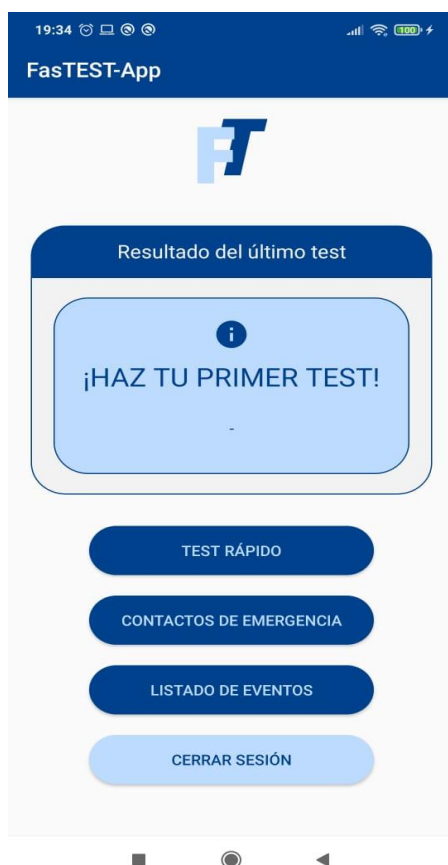 19:34
100
FasTEST-App
FT
Resultado del último test
i
¡HAZ TU PRIMER TEST!
-
TEST RÁPIDO
CONTACTOS DE EMERGENCIA
LISTADO DE EVENTOS
CERRAR SESIÓN